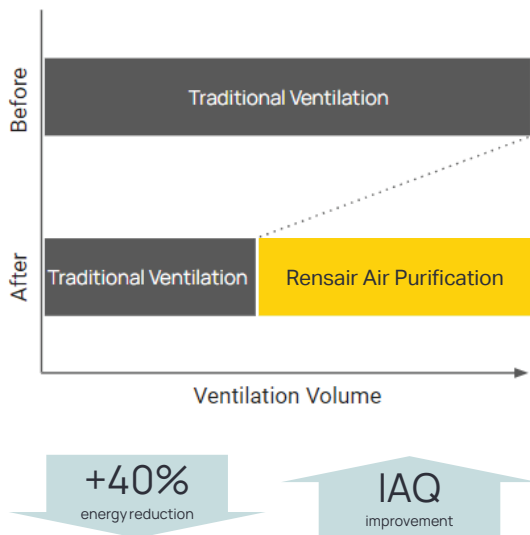 Before
Traditional Ventilation
After
Traditional Ventilation
Rensair Air Purification
Ventilation Volume
+40%
energy reduction
IAQ
improvement